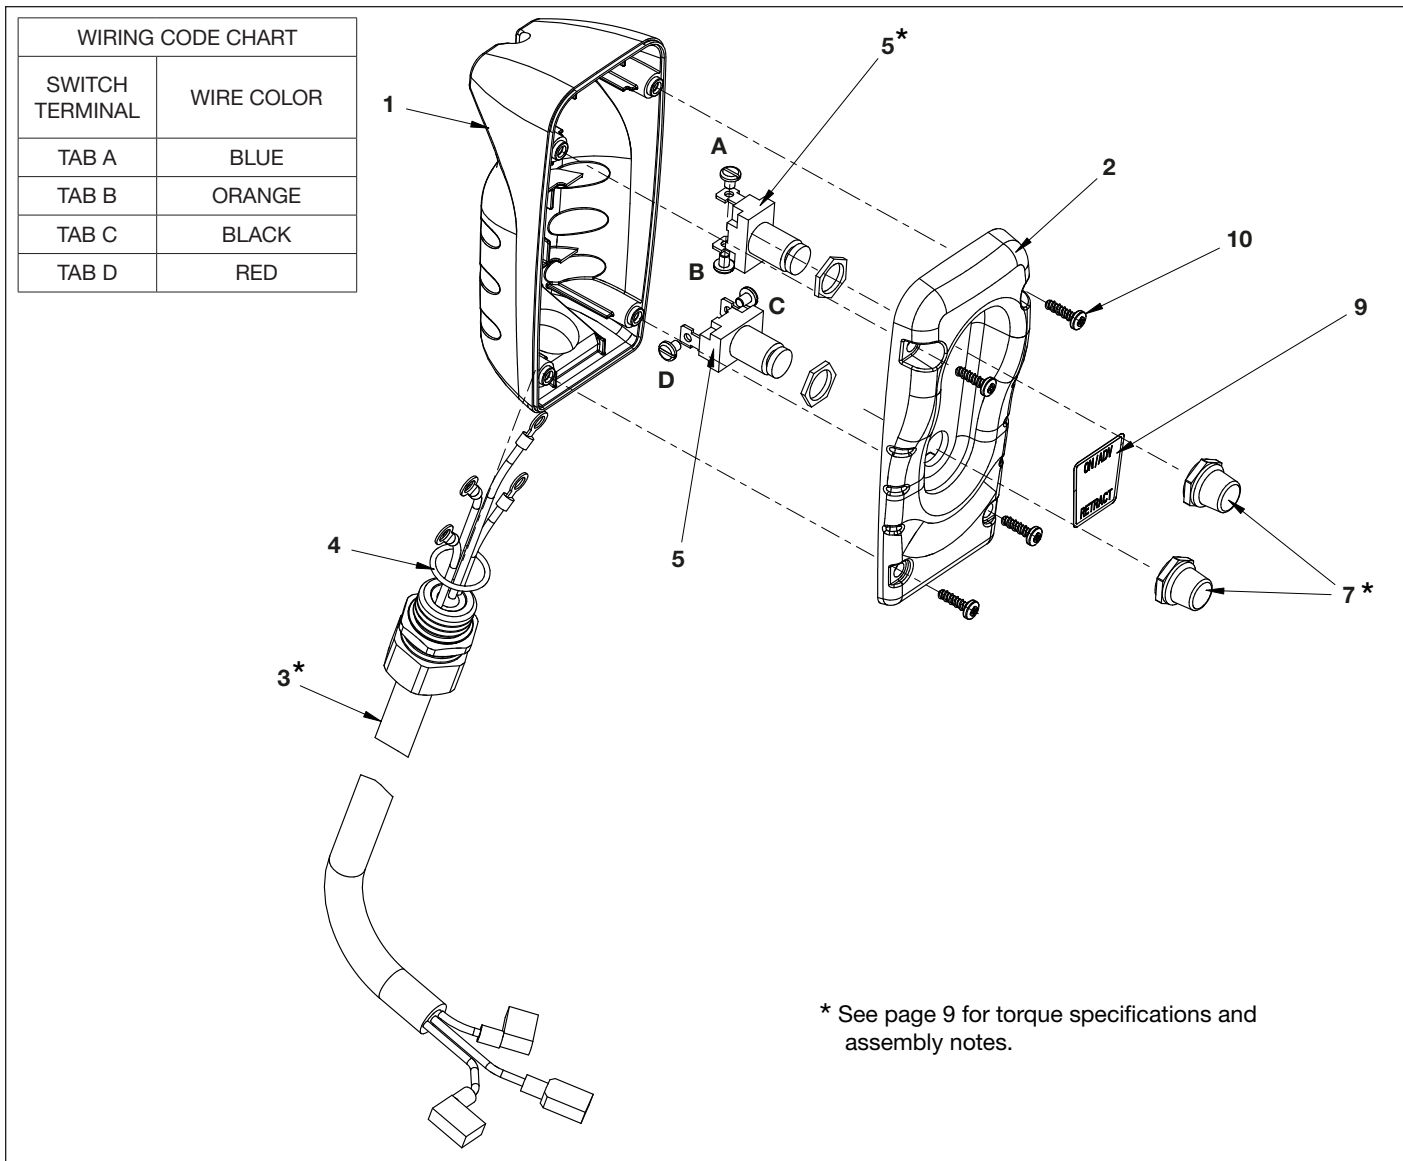 WIRING CODE CHART
SWITCH TERMINAL WIRE COLOR
TAB A BLUE
TAB B ORANGE
TAB C BLACK
TAB D RED
1
5*
A
2
B
C
10
9
D
ON/ADV
RETRACT
4
5
7*
3*
* See page 9 for torque specifications and
assembly notes.